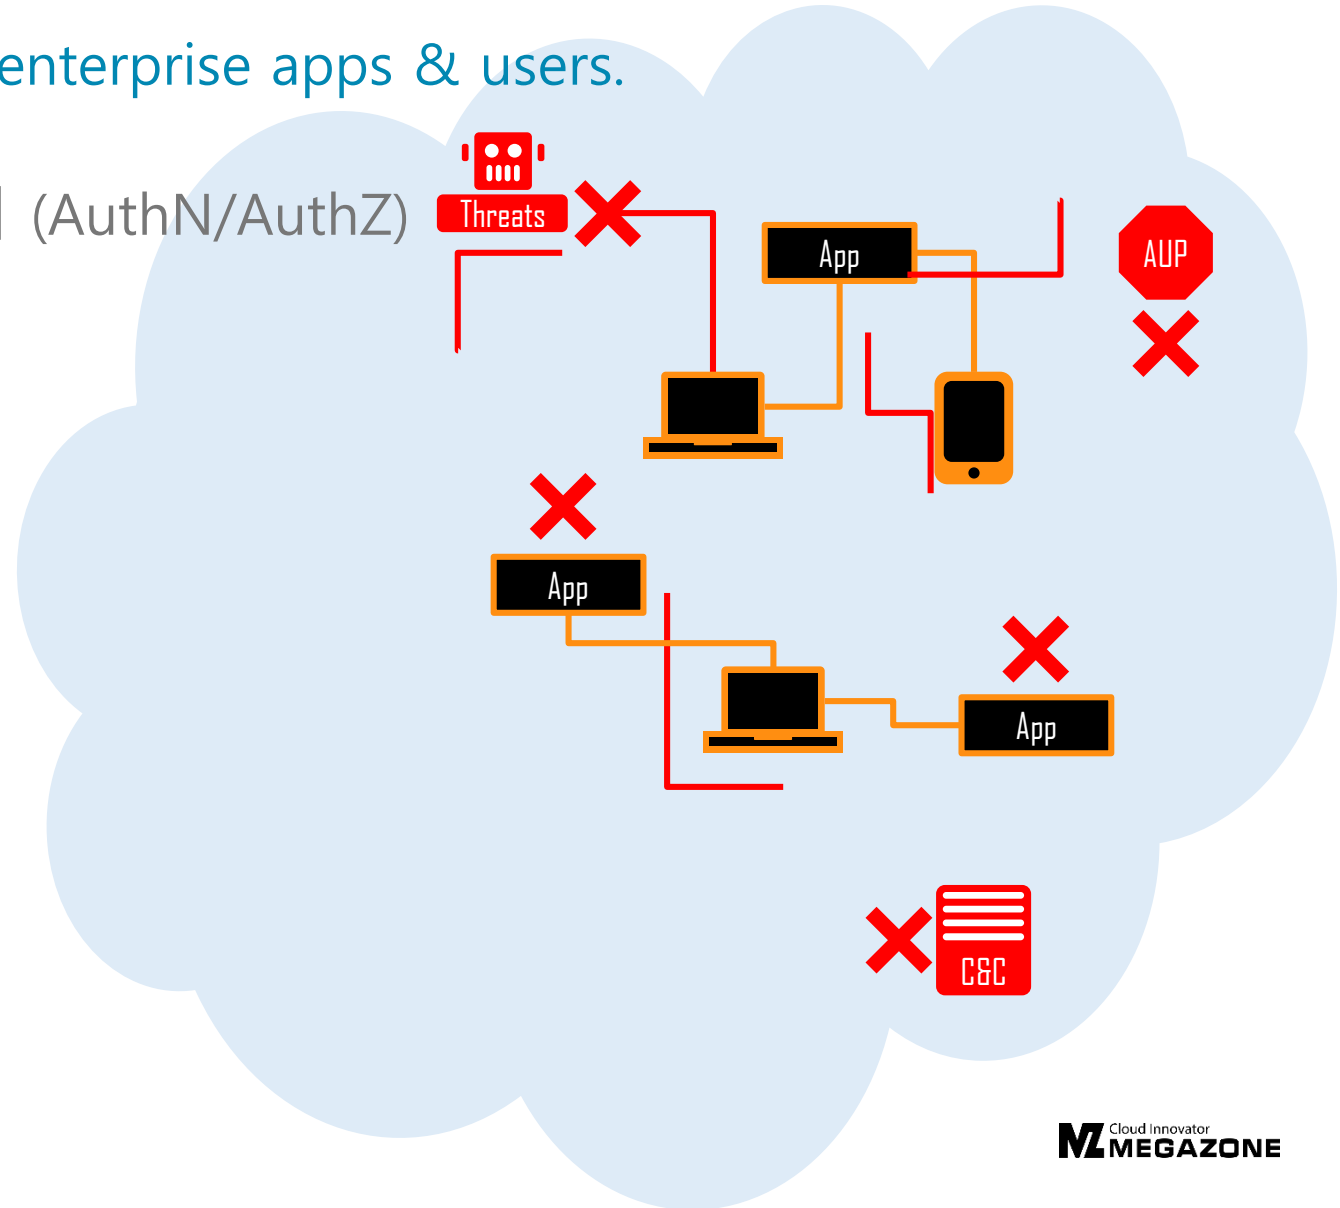 enterprise apps & users.
(AuthN/AuthZ)
Threats
App
AUP
App
App
C&C
Cloud Innovator
MEGAZONE